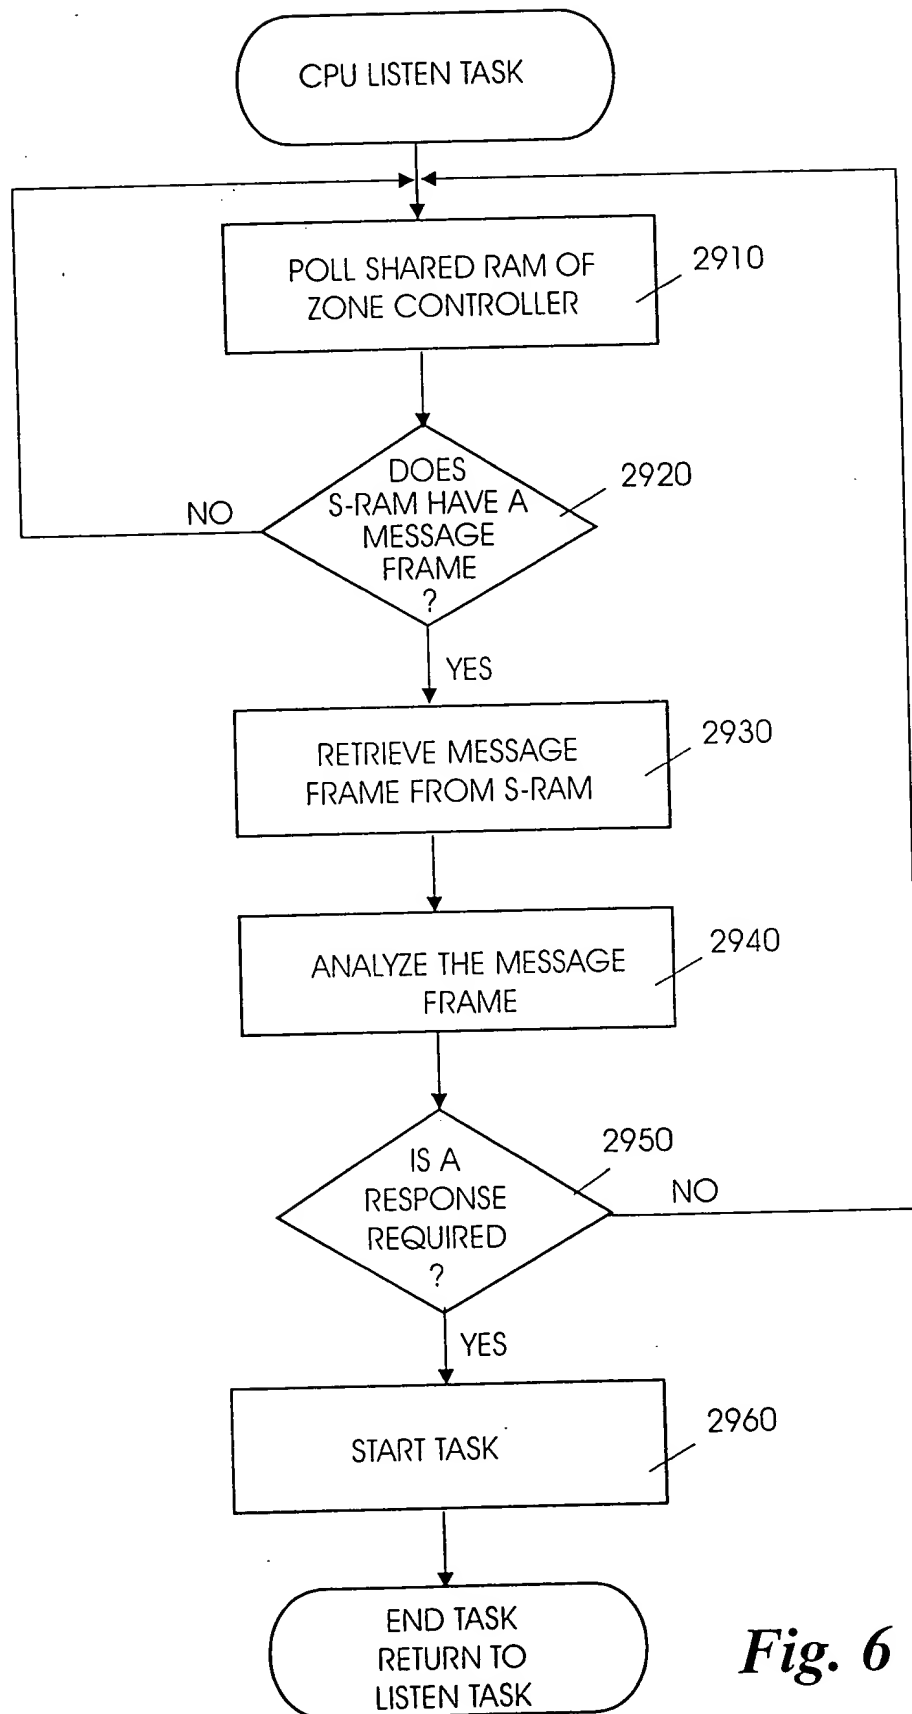 CPU LISTEN TASK
POLL SHARED RAM OF
ZONE CONTROLLER
2910
DOES
S-RAM HAVE A
MESSAGE
FRAME
?
2920
NO
YES
RETRIEVE MESSAGE
FRAME FROM S-RAM
2930
ANALYZE THE MESSAGE
FRAME
2940
IS A
RESPONSE
REQUIRED
?
2950
NO
YES
START TASK
2960
END TASK
RETURN TO
LISTEN TASK
Fig. 6